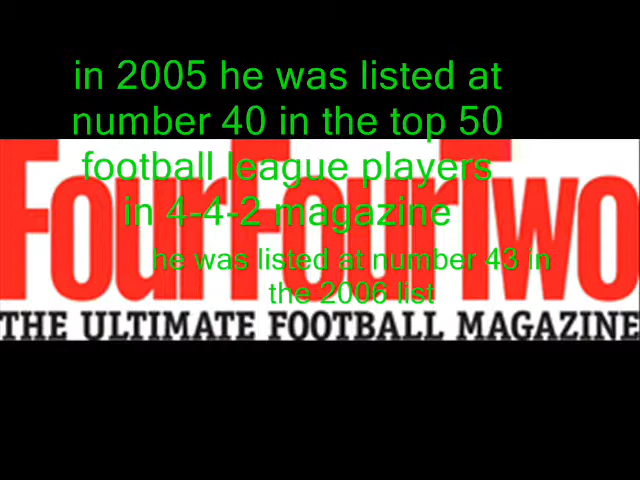 in 2005 he was listed at
number 40 in the top 50
football league players
in 4-4-2 magazine
he was listed at number 43 in
the 2006 list
FourFourTwo
THE ULTIMATE FOOTBALL MAGAZINE